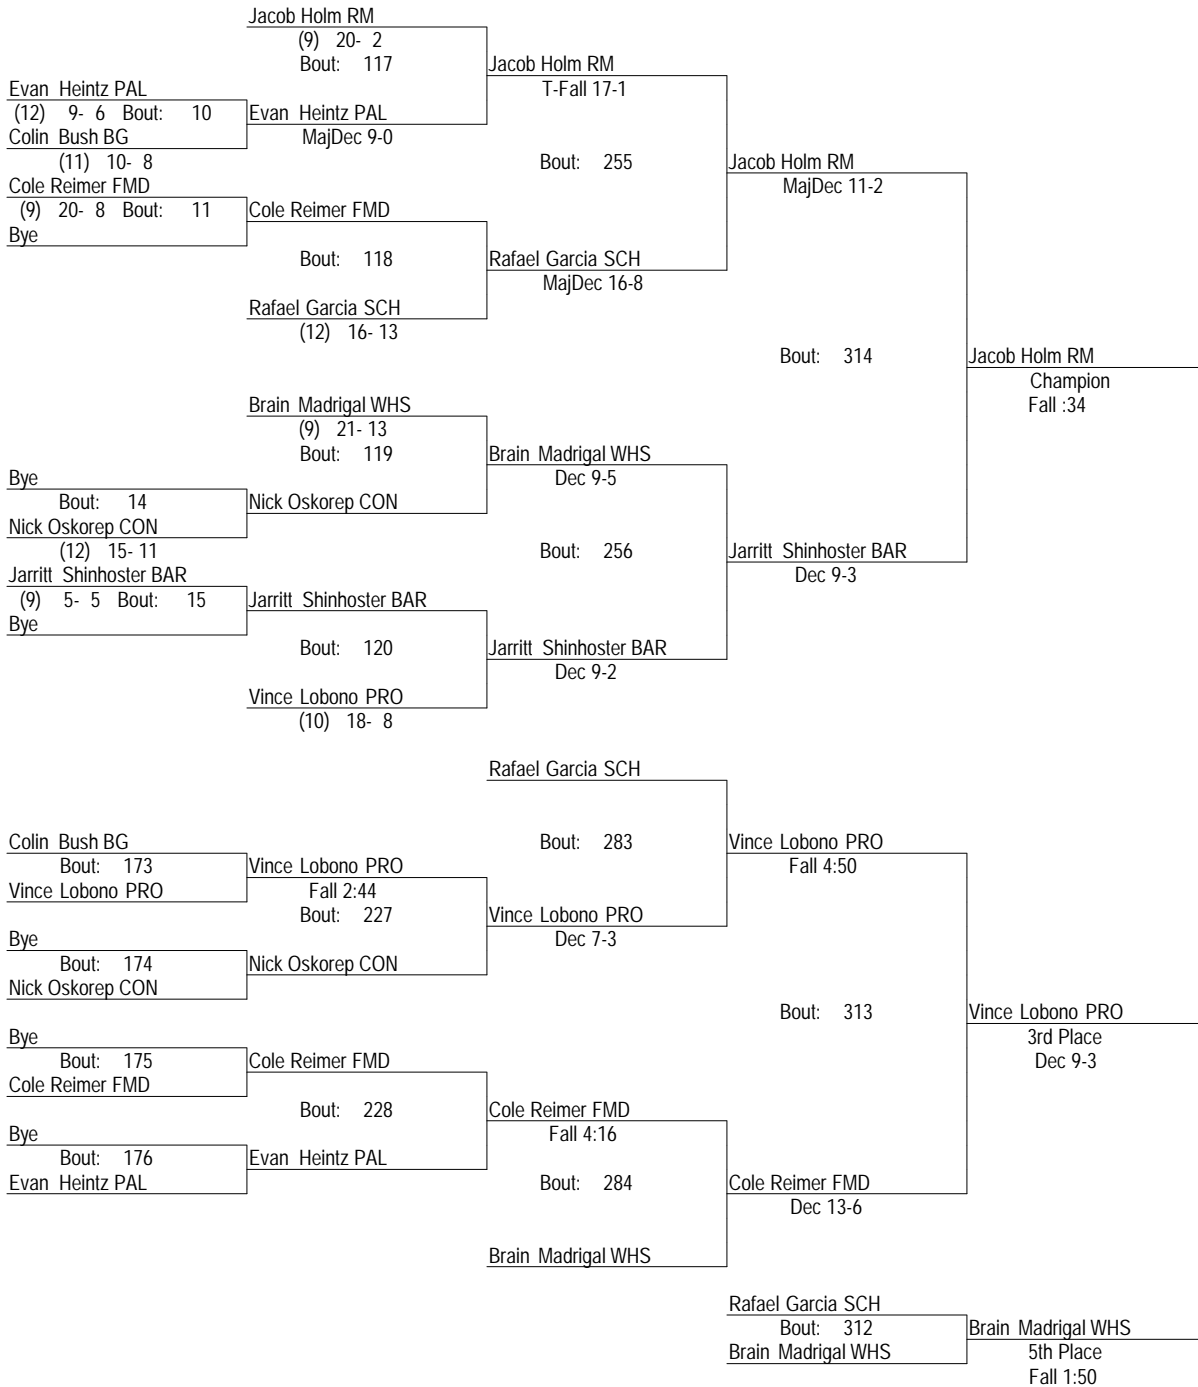 Jacob Holm RM
(9) 20- 2
Bout: 117
Jacob Holm RM
T-Fall 17-1
Evan Heintz PAL
(12) 9- 6 Bout: 10
Evan Heintz PAL
MajDec 9-0
Colin Bush BG
(11) 10- 8
Bout: 255
Jacob Holm RM
MajDec 11-2
Cole Reimer FMD
(9) 20- 8 Bout: 11
Cole Reimer FMD
Bye
Bout: 118
Rafael Garcia SCH
MajDec 16-8
Rafael Garcia SCH
(12) 16- 13
Bout: 314
Jacob Holm RM
Champion
Fall :34
Brain Madrigal WHS
(9) 21- 13
Bout: 119
Brain Madrigal WHS
Dec 9-5
Bye
Bout: 14
Nick Oskorep CON
Nick Oskorep CON
(12) 15- 11
Bout: 256
Jarritt Shinhoster BAR
Dec 9-3
Jarritt Shinhoster BAR
(9) 5- 5 Bout: 15
Jarritt Shinhoster BAR
Bye
Bout: 120
Jarritt Shinhoster BAR
Dec 9-2
Vince Lobono PRO
(10) 18- 8
Rafael Garcia SCH
Colin Bush BG
Bout: 173
Vince Lobono PRO
Vince Lobono PRO
Fall 2:44
Bout: 283
Vince Lobono PRO
Fall 4:50
Bout: 227
Vince Lobono PRO
Dec 7-3
Bye
Bout: 174
Nick Oskorep CON
Nick Oskorep CON
Bout: 313
Vince Lobono PRO
3rd Place
Dec 9-3
Bye
Bout: 175
Cole Reimer FMD
Cole Reimer FMD
Bout: 228
Cole Reimer FMD
Fall 4:16
Bye
Bout: 176
Evan Heintz PAL
Evan Heintz PAL
Bout: 284
Cole Reimer FMD
Dec 13-6
Brain Madrigal WHS
Rafael Garcia SCH
Bout: 312
Brain Madrigal WHS
Brain Madrigal WHS
5th Place
Fall 1:50